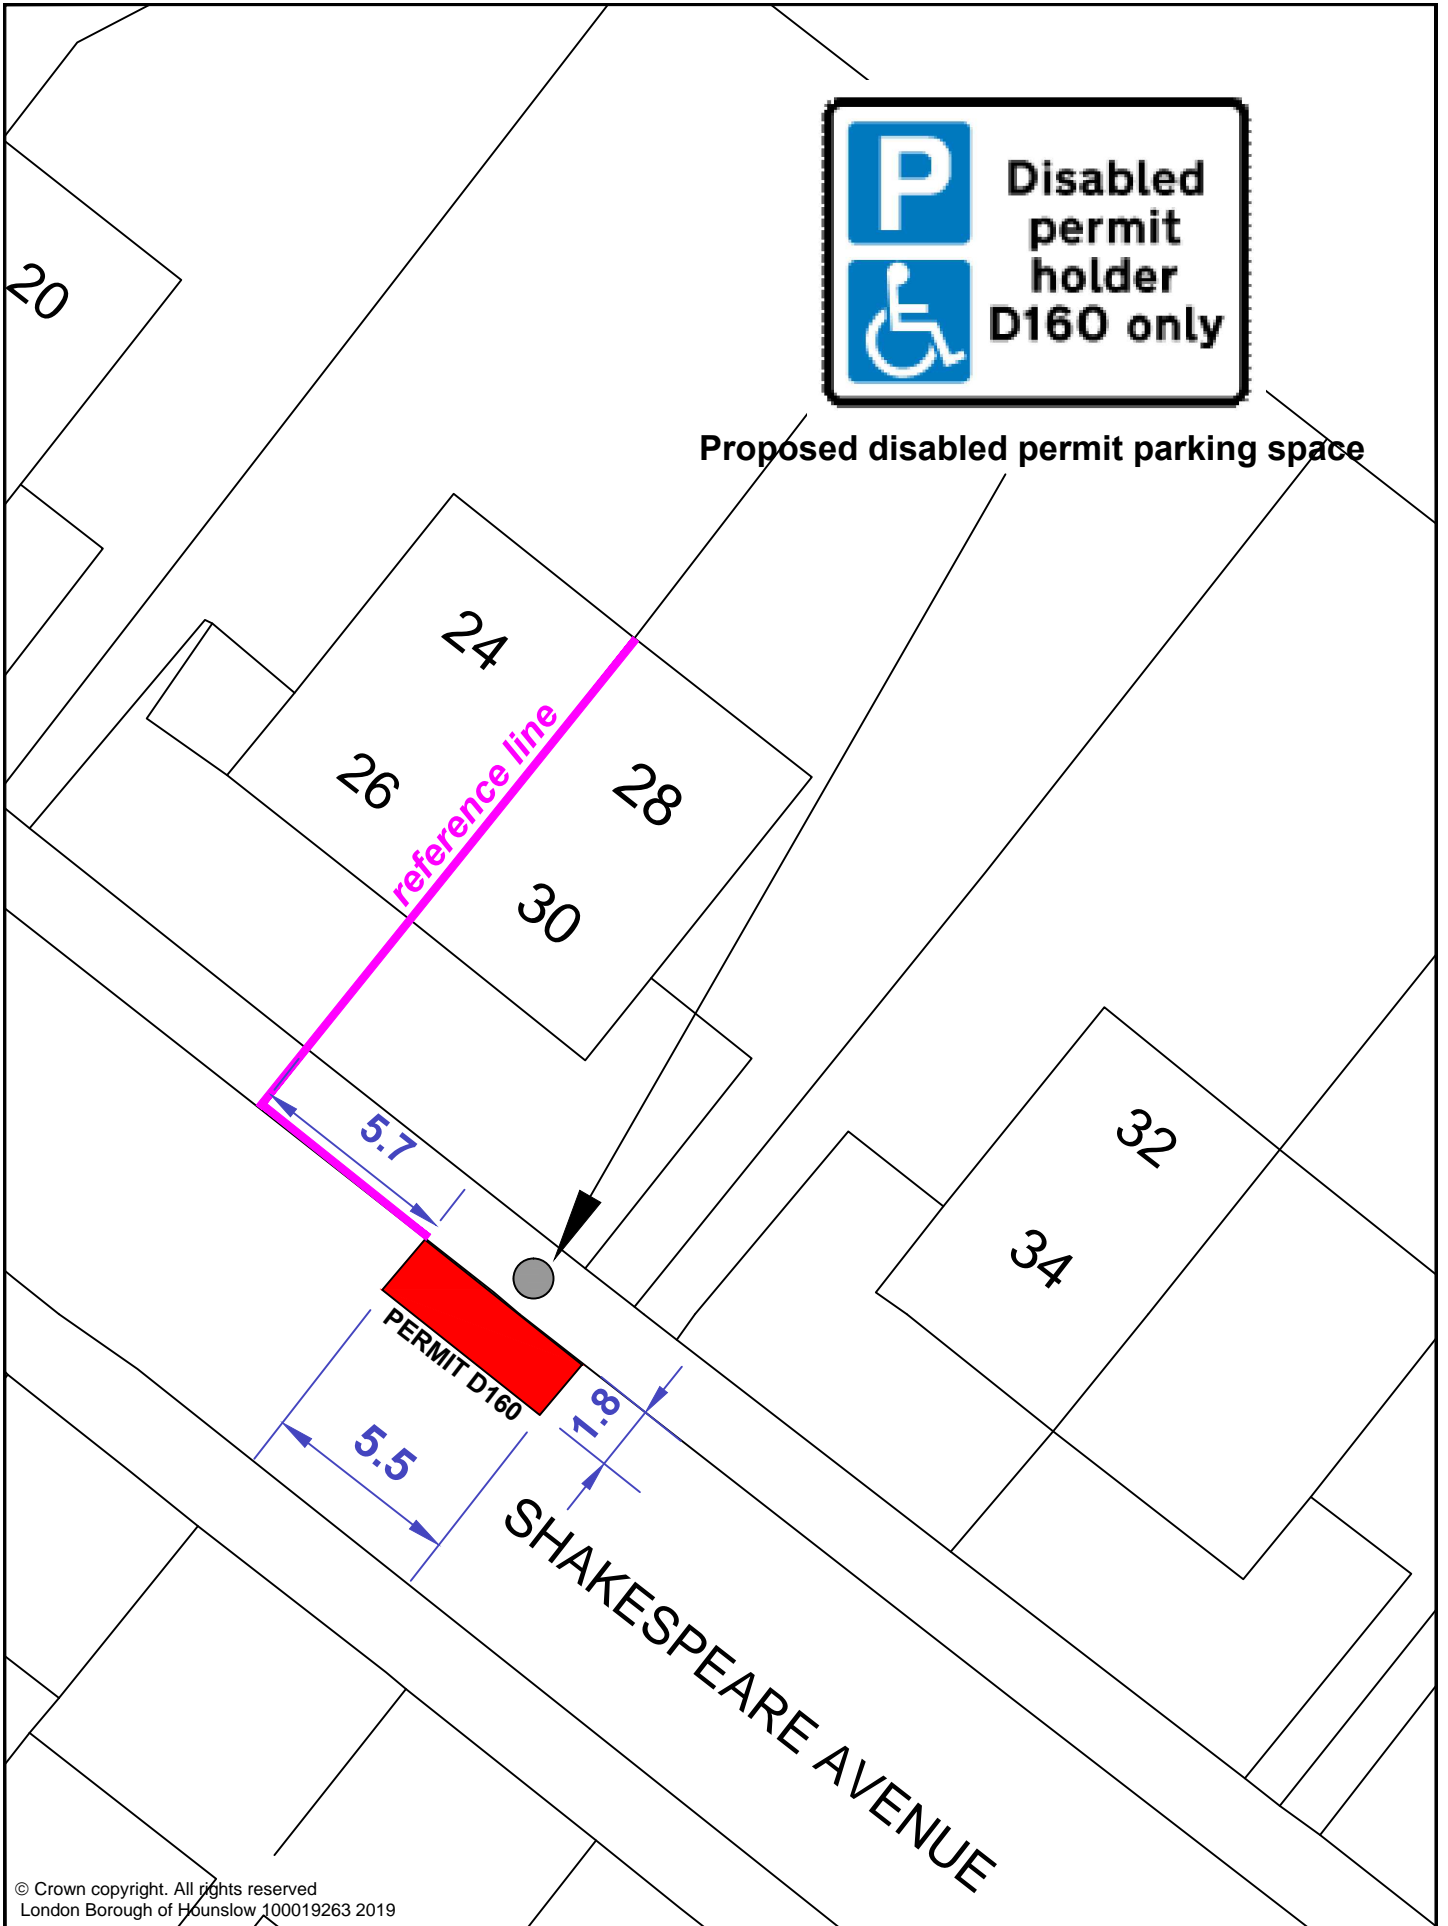 P
Disabled
permit
holder
D160 only
Proposed disabled permit parking space
20
24
26
reference line
28
30
5.7
32
34
PERMIT D160
1.8
5.5
SHAKESPEARE AVENUE
© Crown copyright. All rights reserved
London Borough of Hounslow 100019263 2019